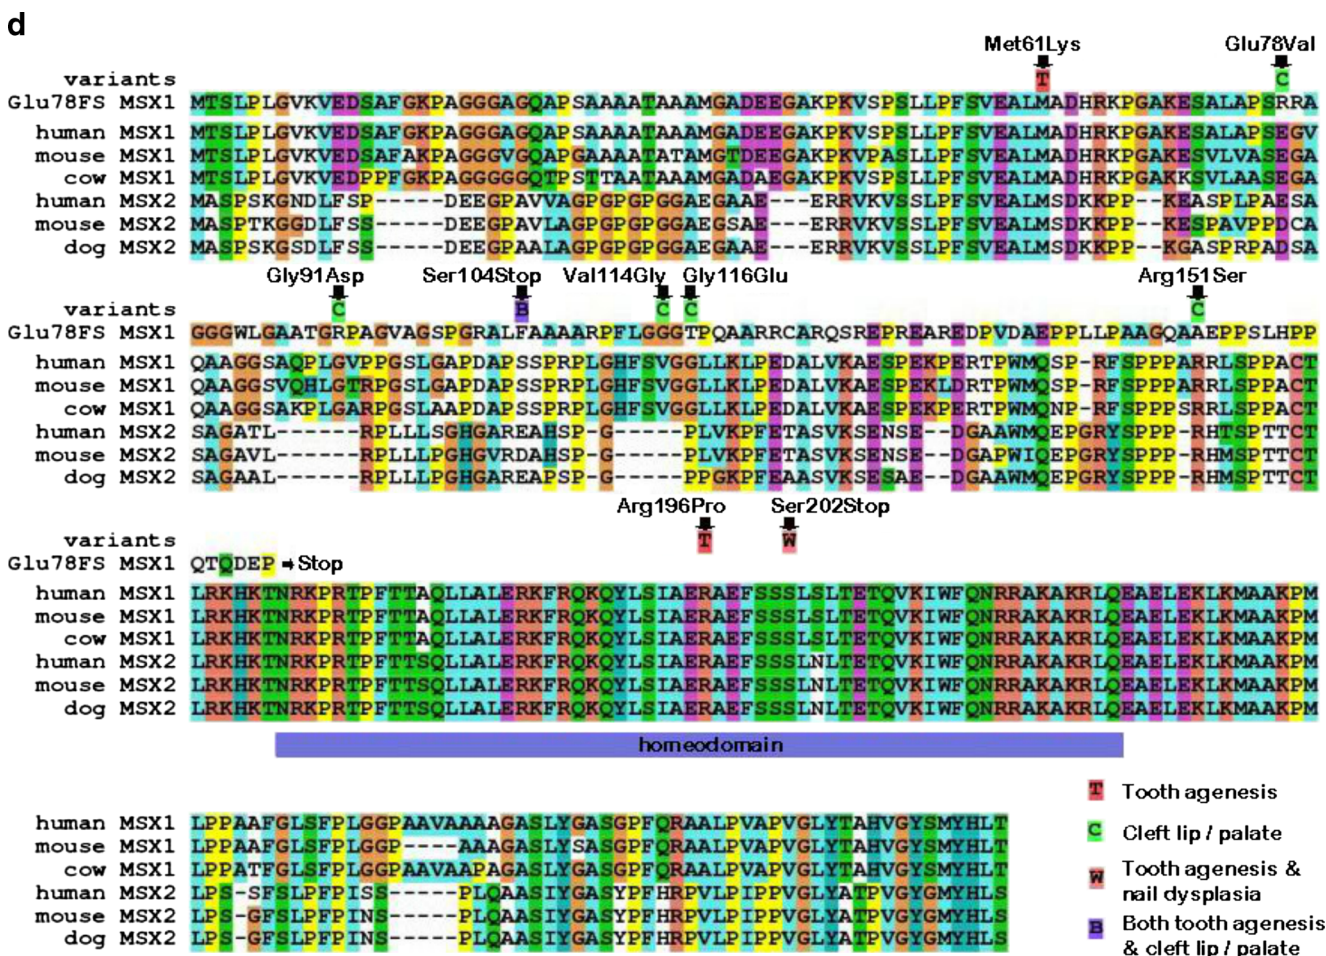 d
Met61Lys Glu78Val
variants T C
Glu78FS MSX1 MTSLPLGVKVEDSAFGKPAGGGAGQAPSAAAATAAAMGADEEGAKPKVSPSLLPFSVEALMADHRKPGAKESALAPSRRA
human MSX1 MTSLPLGVKVEDSAFGKPAGGGAGQAPSAAAATAAAMGADEEGAKPKVSPSLLPFSVEALMADHRKPGAKESALAPSEGV
mouse MSX1 MTSLPLGVKVEDSAFAKPAGGGVGQAPGAAAATATAMGTDEEGAKPKVPASLLPFSVEALMADHRKPGAKESVLVASEGA
cow MSX1 MTSLPLGVKVEDPPFGKPAGGGGGQTPSTTAATAAAMGADAEGAKPKVSPSLLPFSVEALMADHRKPGAKKSVLAASEGA
human MSX2 MASPSKGNDLFSP-----DEEGPAVVAGPGPGPGGAEGAAE---ERRVKVSSLPFSVEALMSDKKPP--KEASPLPAESA
mouse MSX2 MASPTKGGDLFSS-----DEEGPAVLAGPGPGPGGAEGSAE---ERRVKVSSLPFSVEALMSDKKPP--KESPAVPPDCA
dog MSX2 MASPSKGSDLFSS-----DEEGPAALAGPGPGPGGAEGAAE---ERRVKVSSLPFSVEALMSDKKPP--KGASPRPADSA
Gly91Asp Ser104Stop Val114Gly Gly116Glu Arg151Ser
variants C B C C C
Glu78FS MSX1 GGGWLGAATGRPAGVAGSPGRALFAAAARPFLGGGTPQAARRCARQSREPREAREDPVDAEPPLLPAAGQAAEPPSLHPP
human MSX1 QAAGGSAQPLGVPPGSLGAPDAPSSPRPLGHFSVGGLLKLPEDALVKAESPEKPERTPWMQSP-RFSPPPARRLSPPACT
mouse MSX1 QAAGGSVQHLGTRPGSLGAPDAPSSPRPLGHFSVGGLLKLPEDALVKAESPEKLDRTPWMQSP-RFSPPPARRLSPPACT
cow MSX1 QAAGGSAKPLGARPGSLAAPDAPSSPRPLGHFSVGGLLKLPEDALVKAESPEKPERTPWMQNP-RFSPPPSRRLSPPACT
human MSX2 SAGATL------RPLLLSGHGAREAHSP-G-----PLVKPFETASVKSENSE--DGAAWMQEPGRYSPPP-RHTSPTTCT
mouse MSX2 SAGAVL------RPLLLPGHGVRDAHSP-G-----PLVKPFETASVKSENSE--DGAPWIQEPGRYSPPP-RHMSPTTCT
dog MSX2 SAGAAL------RPLLLPGHGAREAPSP-G-----PPGKPFEAASVKSESAE--DGAAWMQEPGRYSPPP-RHMSPTTCT
Arg196Pro Ser202Stop
variants T W
Glu78FS MSX1 QTQDEP Stop
human MSX1 LRKHKTNRKPRTPFTTAQLLALERKFRQKQYLSIAERAEFSSSLSLTETQVKIWFQNRRAKAKRLQEAELEKLKMAAKPM
mouse MSX1 LRKHKTNRKPRTPFTTAQLLALERKFRQKQYLSIAERAEFSSSLSLTETQVKIWFQNRRAKAKRLQEAELEKLKMAAKPM
cow MSX1 LRKHKTNRKPRTPFTTAQLLALERKFRQKQYLSIAERAEFSSSLSLTETQVKIWFQNRRAKAKRLQEAELEKLKMAAKPM
human MSX2 LRKHKTNRKPRTPFTTSQLLALERKFRQKQYLSIAERAEFSSSLNLTETQVKIWFQNRRAKAKRLQEAELEKLKMAAKPM
mouse MSX2 LRKHKTNRKPRTPFTTSQLLALERKFRQKQYLSIAERAEFSSSLNLTETQVKIWFQNRRAKAKRLQEAELEKLKMAAKPM
dog MSX2 LRKHKTNRKPRTPFTTSQLLALERKFRQKQYLSIAERAEFSSSLNLTETQVKIWFQNRRAKAKRLQEAELEKLKMAAKPM
homeodomain
human MSX1 LPPAAFGLSFPLGGPAAVAAAAGASLYGASGPFQRAALPVAPVGLYTAHVGYSMYHLT
mouse MSX1 LPPAAFGLSFPLGGP----AAAGASLYSASGPFQRAALPVAPVGLYTAHVGYSMYHLT
cow MSX1 LPPATFGLSFPLGGPAAVAAPAGASLYGASGPFQRAALPVAPVGLYTAHVGYSMYHLT
human MSX2 LPS-SFSLPFPISS-----PLQAASIYGASYPFHRPVLPIPPVGLYATPVGYGMYHLS
mouse MSX2 LPS-GFSLPFPINS-----PLQAASIYGASYPFHRPVLPIPPVGLYATPVGYGMYHLS
dog MSX2 LPS-GFSLPFPINS-----PLQAASIYGASYPFHRPVLPIPPVGLYATPVGYGMYHLS
T Tooth agenesis
C Cleft lip / palate
W Tooth agenesis &
nail dysplasia
B Both tooth agenesis
& cleft lip / palate